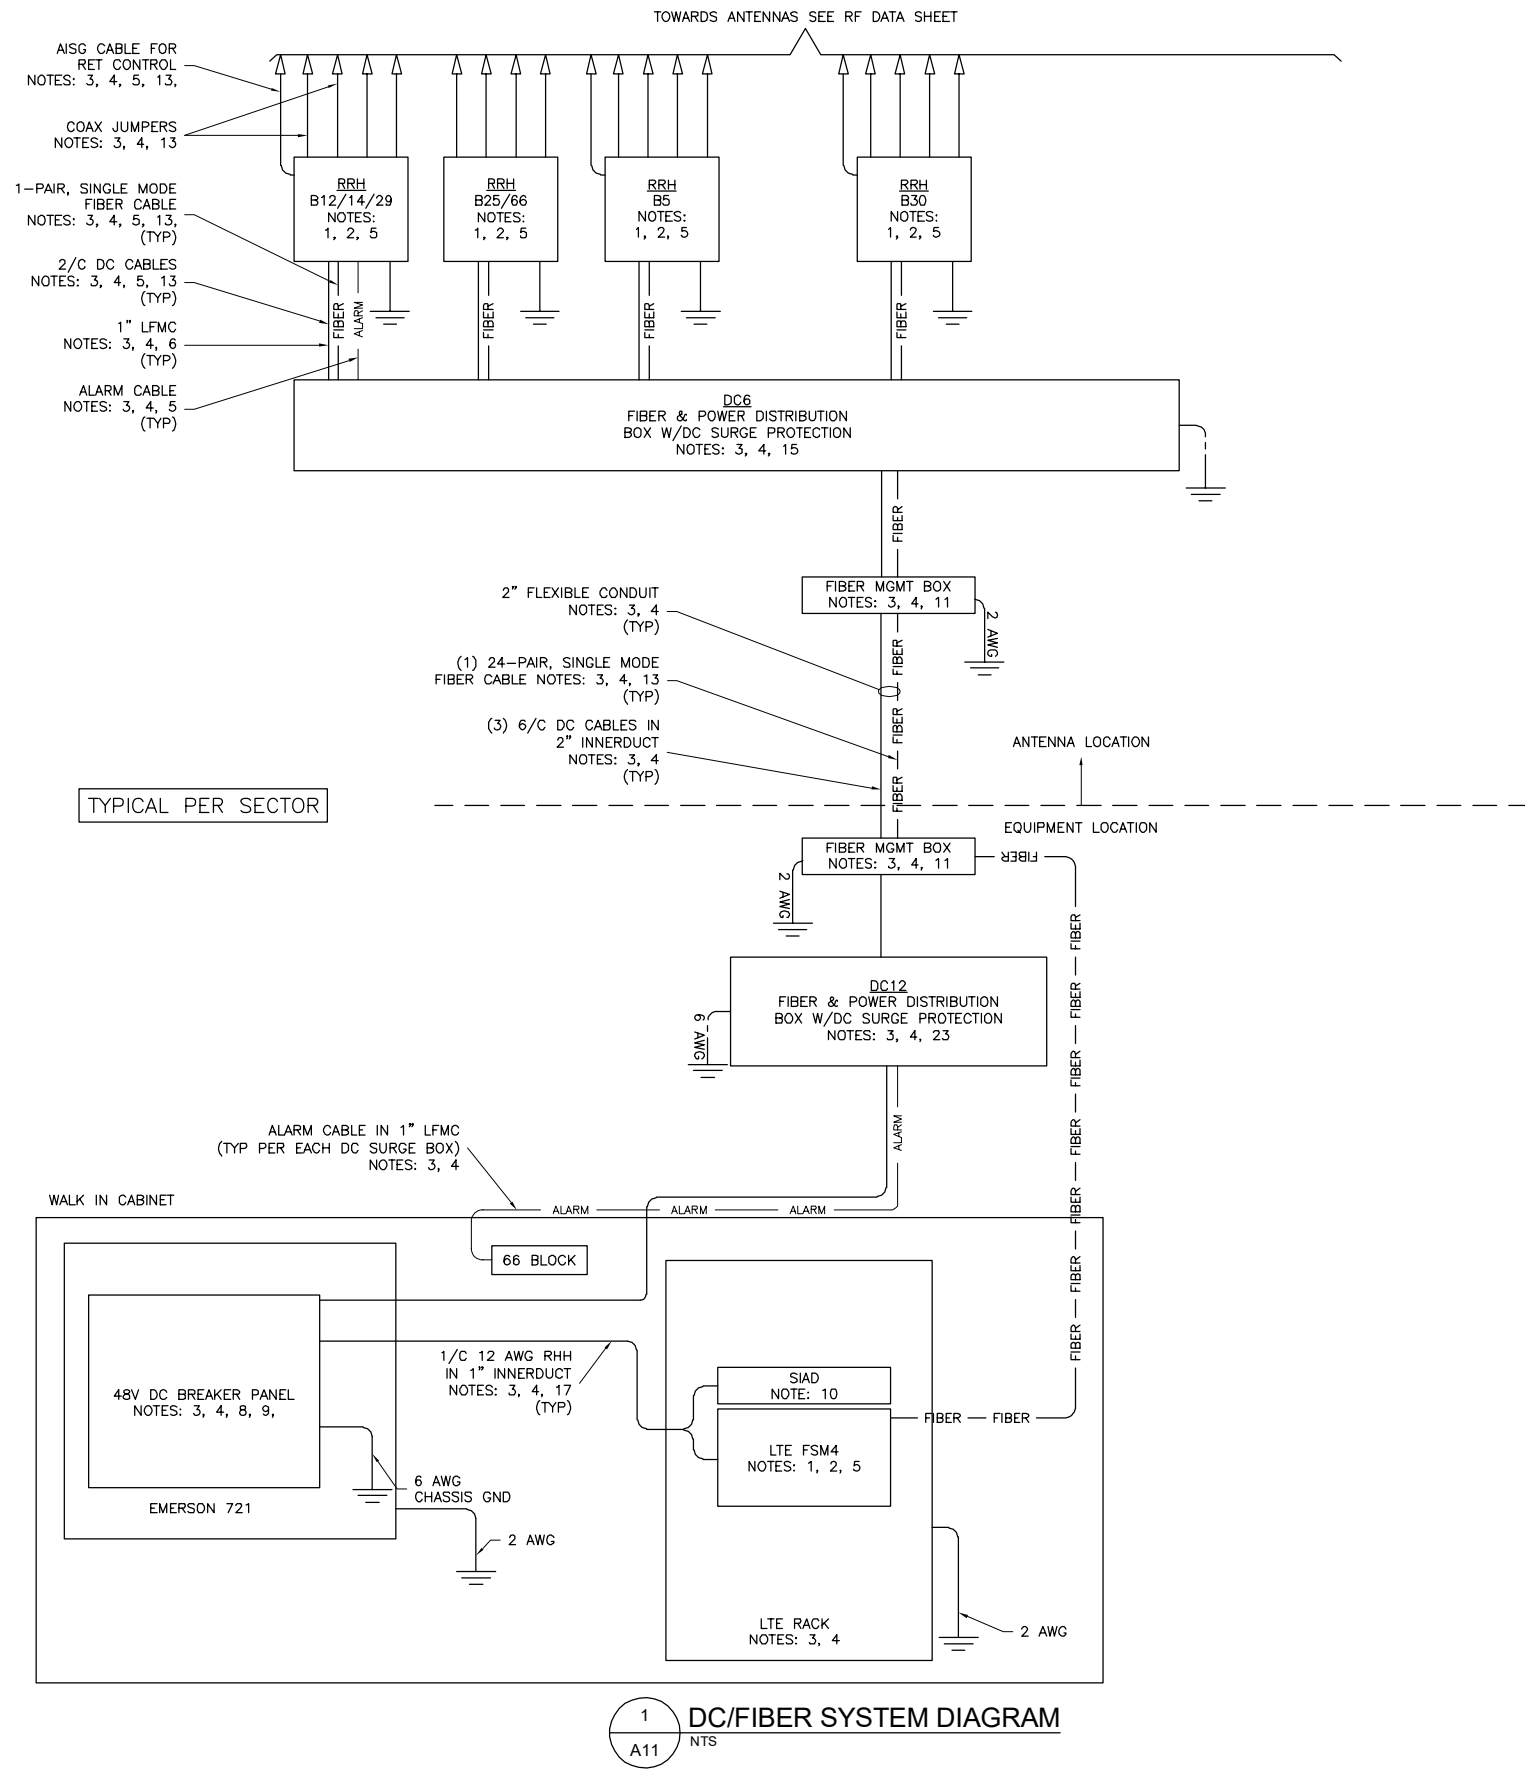 TOWARDS ANTENNAS SEE RF DATA SHEET
AISG CABLE FOR
RET CONTROL
NOTES: 3, 4, 5, 13,
COAX JUMPERS
NOTES: 3, 4, 13
1-PAIR, SINGLE MODE
FIBER CABLE
NOTES: 3, 4, 5, 13,
(TYP)
2/C DC CABLES
NOTES: 3, 4, 5, 13
(TYP)
1" LFMC
NOTES: 3, 4, 6
(TYP)
ALARM CABLE
NOTES: 3, 4, 5
(TYP)
RRH
B12/14/29
NOTES:
1, 2, 5
RRH
B25/66
NOTES:
1, 2, 5
RRH
B5
NOTES:
1, 2, 5
RRH
B30
NOTES:
1, 2, 5
FIBER
ALARM
FIBER
FIBER
FIBER
DC6
FIBER & POWER DISTRIBUTION
BOX W/DC SURGE PROTECTION
NOTES: 3, 4, 15
FIBER
FIBER MGMT BOX
NOTES: 3, 4, 11
2 AWG
2" FLEXIBLE CONDUIT
NOTES: 3, 4
(TYP)
(1) 24-PAIR, SINGLE MODE
FIBER CABLE NOTES: 3, 4, 13
(TYP)
(3) 6/C DC CABLES IN
2" INNERDUCT
NOTES: 3, 4
(TYP)
FIBER
FIBER
FIBER
ANTENNA LOCATION
TYPICAL PER SECTOR
EQUIPMENT LOCATION
FIBER MGMT BOX
NOTES: 3, 4, 11
FIBER
2 AWG
DC12
FIBER & POWER DISTRIBUTION
BOX W/DC SURGE PROTECTION
NOTES: 3, 4, 23
6 AWG
FIBER
FIBER
FIBER
FIBER
FIBER
FIBER
FIBER
ALARM
ALARM CABLE IN 1" LFMC
(TYP PER EACH DC SURGE BOX)
NOTES: 3, 4
WALK IN CABINET
ALARM
ALARM
ALARM
66 BLOCK
1/C 12 AWG RHH
IN 1" INNERDUCT
NOTES: 3, 4, 17
(TYP)
48V DC BREAKER PANEL
NOTES: 3, 4, 8, 9,
SIAD
NOTE: 10
FIBER
FIBER
LTE FSM4
NOTES: 1, 2, 5
6 AWG
CHASSIS GND
EMERSON 721
2 AWG
LTE RACK
NOTES: 3, 4
2 AWG
1
A11
DC/FIBER SYSTEM DIAGRAM
NTS